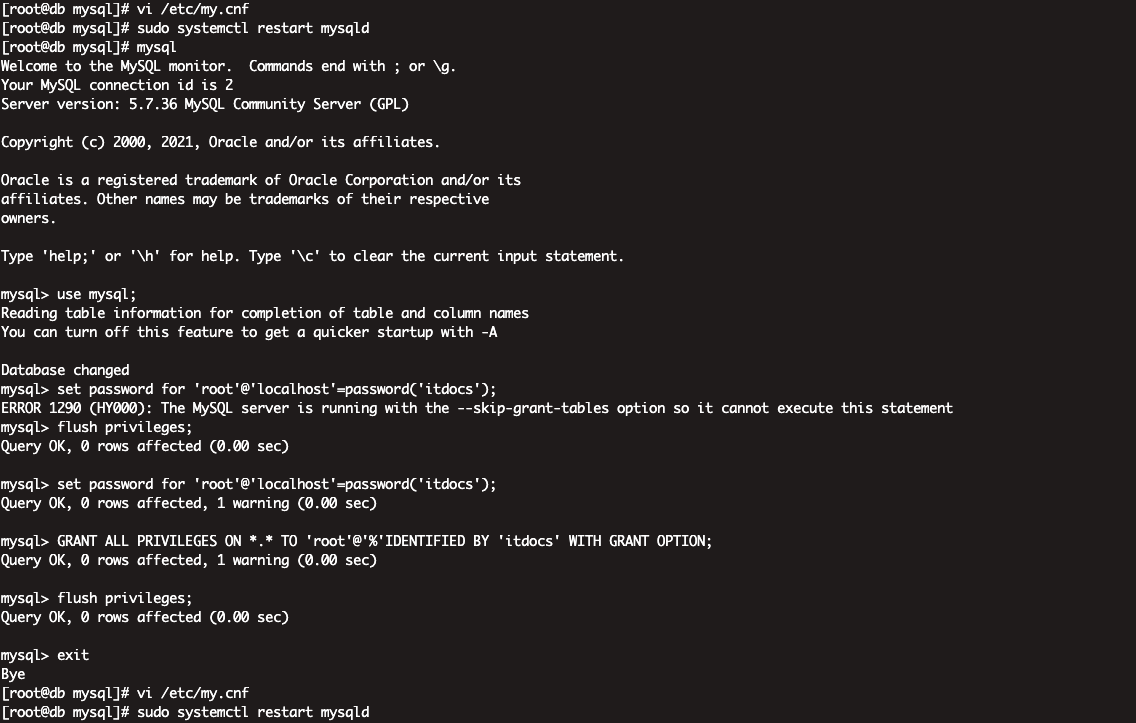 [root@db mysql]# vi /etc/my.cnf
[root@db mysql]# sudo systemctl restart mysqld
[root@db mysql]# mysql
Welcome to the MySQL monitor.  Commands end with ; or \g.
Your MySQL connection id is 2
Server version: 5.7.36 MySQL Community Server (GPL)

Copyright (c) 2000, 2021, Oracle and/or its affiliates.

Oracle is a registered trademark of Oracle Corporation and/or its
affiliates. Other names may be trademarks of their respective
owners.

Type 'help;' or '\h' for help. Type '\c' to clear the current input statement.

mysql> use mysql;
Reading table information for completion of table and column names
You can turn off this feature to get a quicker startup with -A

Database changed
mysql> set password for 'root'@'localhost'=password('itdocs');
ERROR 1290 (HY000): The MySQL server is running with the --skip-grant-tables option so it cannot execute this statement
mysql> flush privileges;
Query OK, 0 rows affected (0.00 sec)

mysql> set password for 'root'@'localhost'=password('itdocs');
Query OK, 0 rows affected, 1 warning (0.00 sec)

mysql> GRANT ALL PRIVILEGES ON *.* TO 'root'@'%'IDENTIFIED BY 'itdocs' WITH GRANT OPTION;
Query OK, 0 rows affected, 1 warning (0.00 sec)

mysql> flush privileges;
Query OK, 0 rows affected (0.00 sec)

mysql> exit
Bye
[root@db mysql]# vi /etc/my.cnf
[root@db mysql]# sudo systemctl restart mysqld